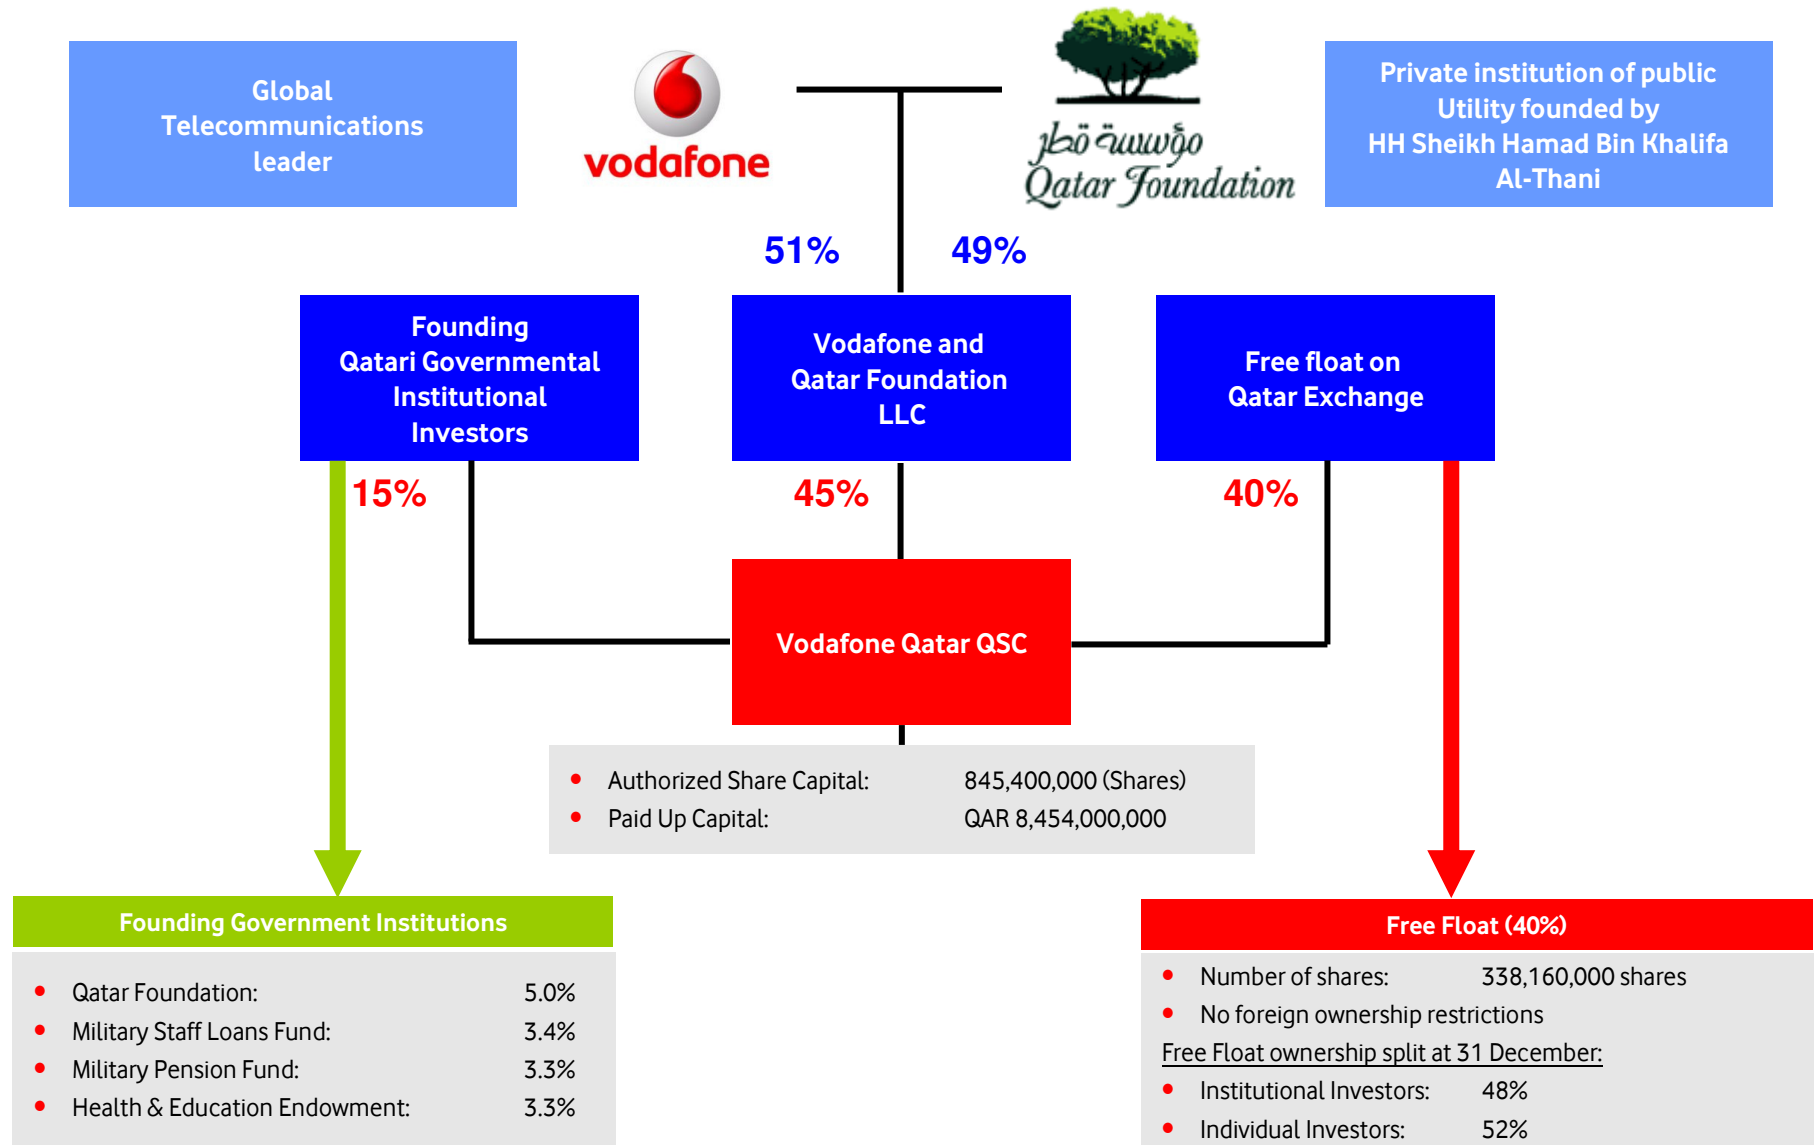 Global
Telecommunications
leader
vodafone
مؤسسة قطر
Qatar Foundation
Private institution of public
Utility founded by
HH Sheikh Hamad Bin Khalifa
Al-Thani
51%
49%
Founding
Qatari Governmental
Institutional
Investors
Vodafone and
Qatar Foundation
LLC
Free float on
Qatar Exchange
15%
45%
40%
Vodafone Qatar QSC
• Authorized Share Capital: 845,400,000 (Shares)
• Paid Up Capital: QAR 8,454,000,000
Founding Government Institutions
• Qatar Foundation: 5.0%
• Military Staff Loans Fund: 3.4%
• Military Pension Fund: 3.3%
• Health & Education Endowment: 3.3%
Free Float (40%)
• Number of shares: 338,160,000 shares
• No foreign ownership restrictions
Free Float ownership split at 31 December:
• Institutional Investors: 48%
• Individual Investors: 52%